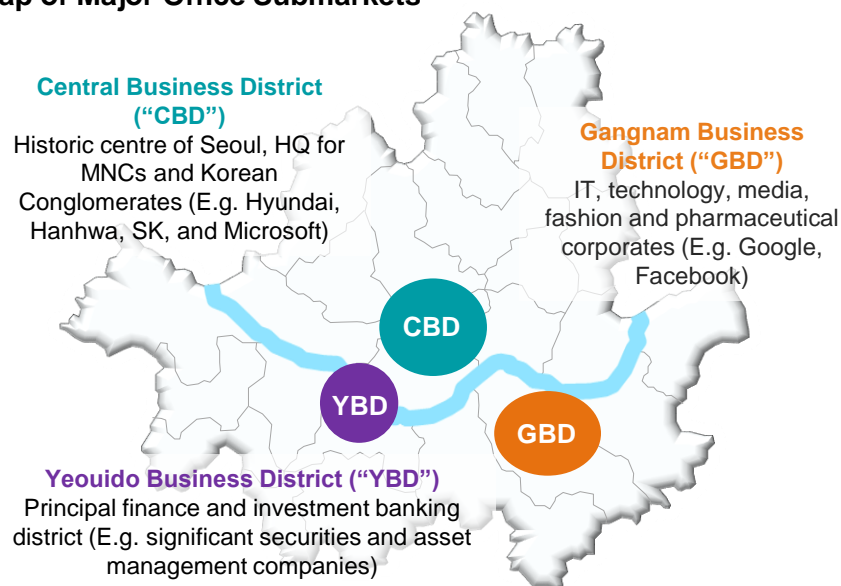 of Major Office Submarkets
Central Business District
(“CBD”)
Historic centre of Seoul, HQ for
MNCs and Korean
Conglomerates (E.g. Hyundai,
Hanhwa, SK, and Microsoft)
Gangnam Business
District (“GBD”)
IT, technology, media,
fashion and pharmaceutical
corporates (E.g. Google,
Facebook)
CBD
YBD
GBD
Yeouido Business District (“YBD”)
Principal finance and investment banking
district (E.g. significant securities and asset
management companies)